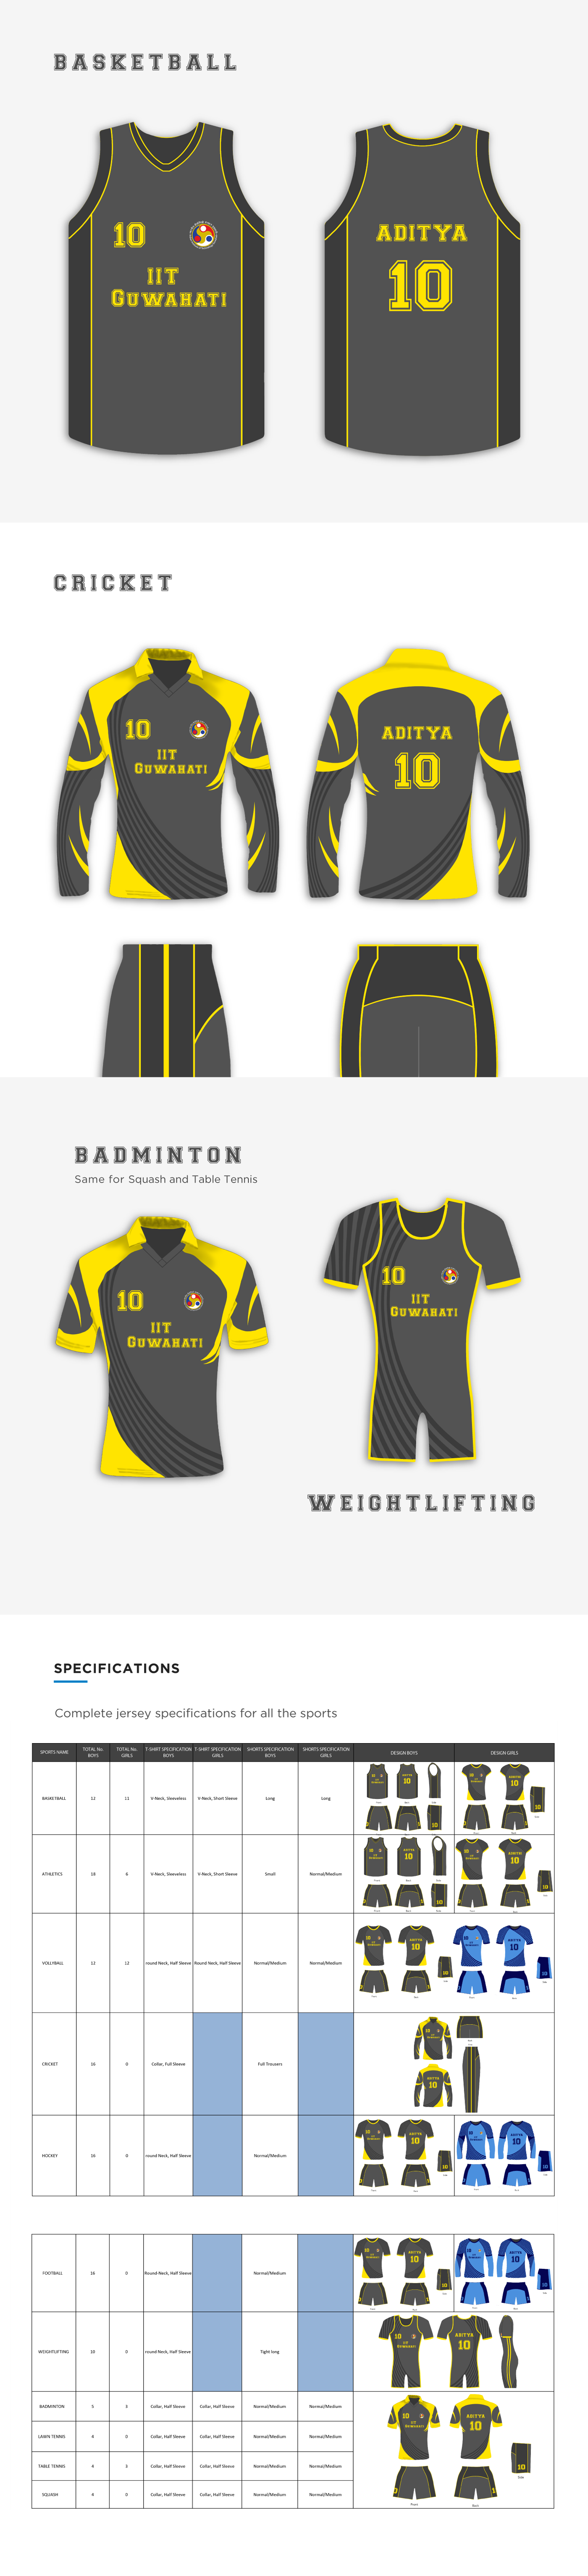 BASKETBALL
10
IIT
GUWAHATI
ADITYA
10
CRICKET
10
IIT
GUWAHATI
ADITYA
10
BADMINTON
Same for Squash and Table Tennis
10
IIT
GUWAHATI
10
IIT
GUWAHATI
WEIGHTLIFTING
SPECIFICATIONS
Complete jersey specifications for all the sports
SPORTS NAME TOTAL No. BOYS TOTAL No. GIRLS T-SHIRT SPECIFICATION BOYS T-SHIRT SPECIFICATION GIRLS SHORTS SPECIFICATION BOYS SHORTS SPECIFICATION GIRLS DESIGN BOYS DESIGN GIRLS
BASKETBALL 12 11 V-Neck, Sleeveless V-Neck, Short Sleeve Long Long
ATHLETICS 18 6 V-Neck, Sleeveless V-Neck, Short Sleeve Small Normal/Medium
VOLLYBALL 12 12 round Neck, Half Sleeve Round Neck, Half Sleeve Normal/Medium Normal/Medium
CRICKET 16 0 Collar, Full Sleeve Full Trousers
HOCKEY 16 0 round Neck, Half Sleeve Normal/Medium
FOOTBALL 16 0 Round Neck, Half Sleeve Normal/Medium
WEIGHTLIFTING 10 0 round Neck, Half Sleeve Tight long
BADMINTON 5 3 Collar, Half Sleeve Collar, Half Sleeve Normal/Medium Normal/Medium
LAWN TENNIS 4 0 Collar, Half Sleeve Collar, Half Sleeve Normal/Medium Normal/Medium
TABLE TENNIS 4 3 Collar, Half Sleeve Collar, Half Sleeve Normal/Medium Normal/Medium
SQUASH 4 0 Collar, Half Sleeve Collar, Half Sleeve Normal/Medium Normal/Medium